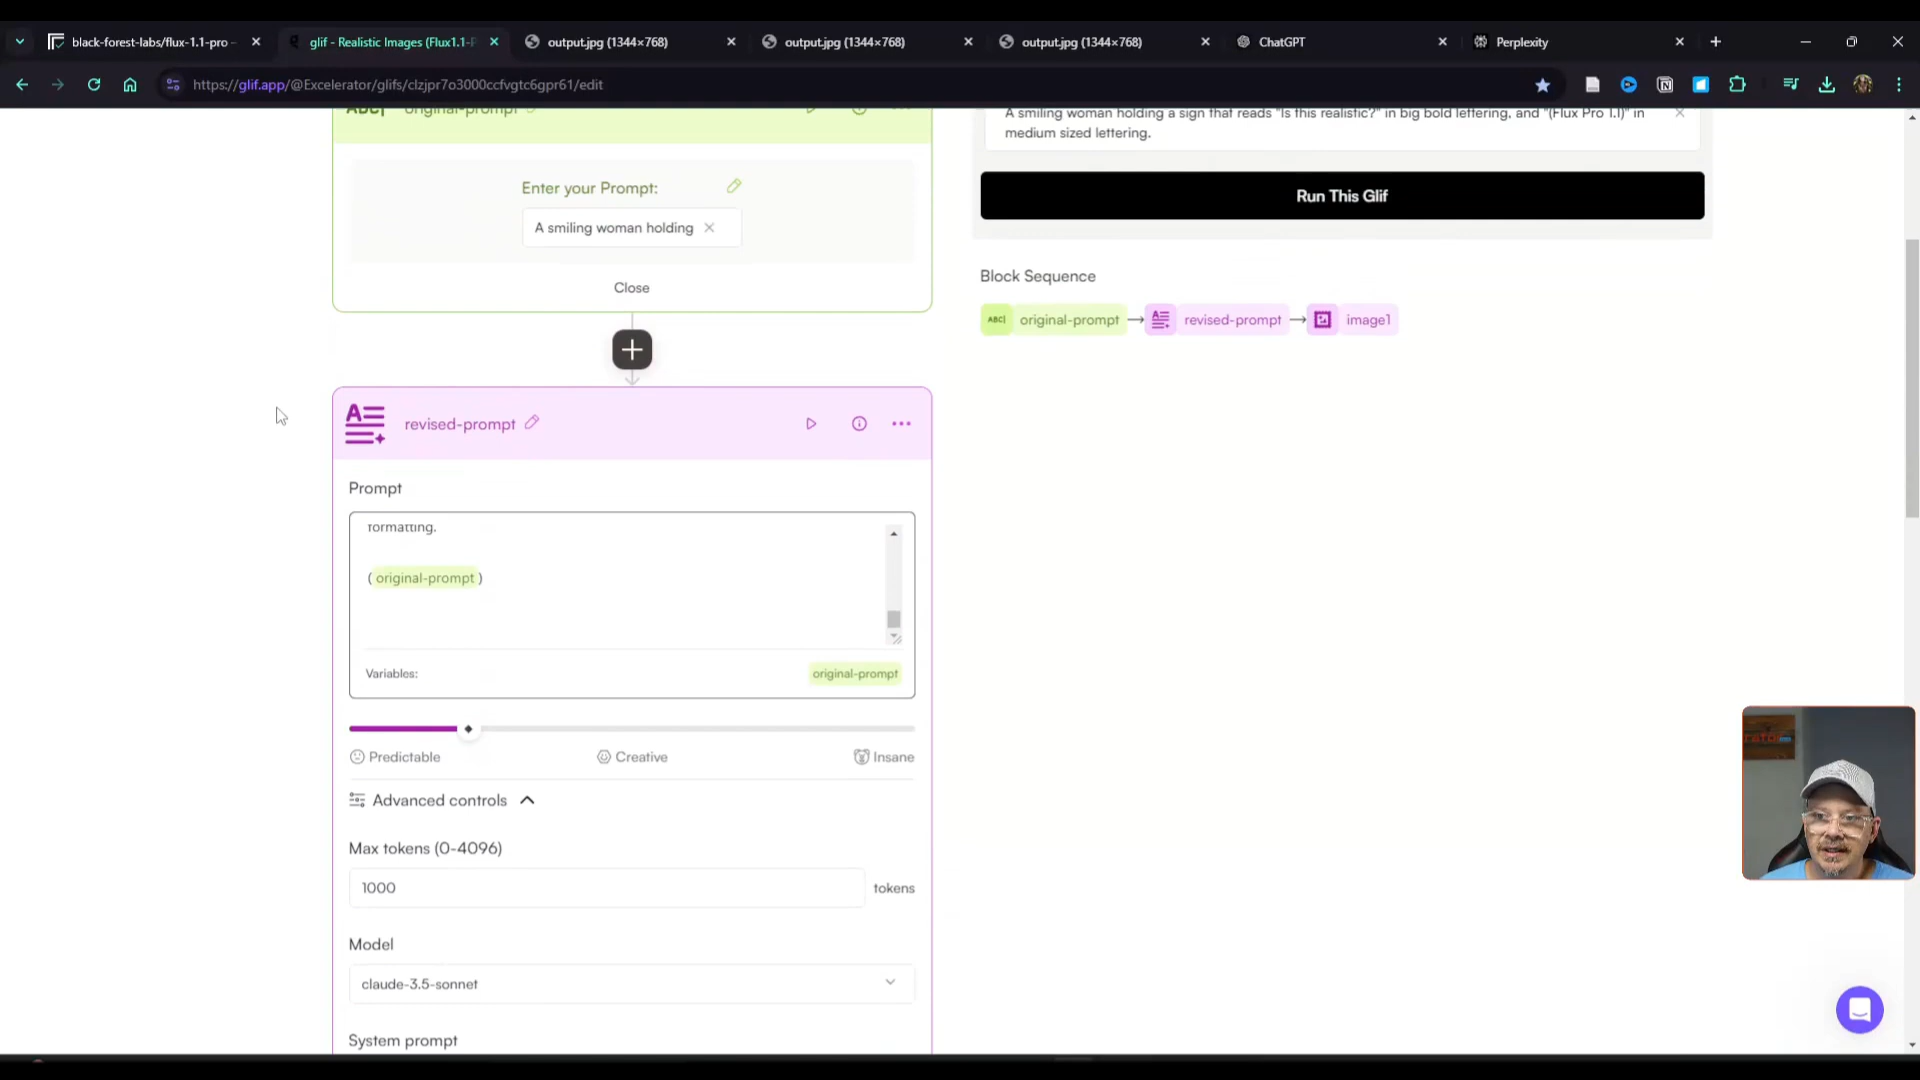 black-forest-labs/flux-1.1-pro -
glif - Realistic Images (Flux1.1-P
output.jpg (1344×768)
output.jpg (1344×768)
output.jpg (1344×768)
ChatGPT
Perplexity
https://glif.app/@Excelerator/glifs/clzjpr7o3000ccfvgtc6gpr61/edit
ABC| original-prompt
Enter your Prompt:
A smiling woman holding
Close
revised-prompt
Prompt
formatting.
(original-prompt)
Variables:
original-prompt
Predictable
Creative
Insane
Advanced controls
Max tokens (0-4096)
1000
tokens
Model
claude-3.5-sonnet
System prompt
A smiling woman holding a sign that reads "Is this realistic?" in big bold lettering, and "(Flux Pro 1.1)" in
medium sized lettering.
Run This Glif
Block Sequence
ABC| original-prompt
revised-prompt
image1